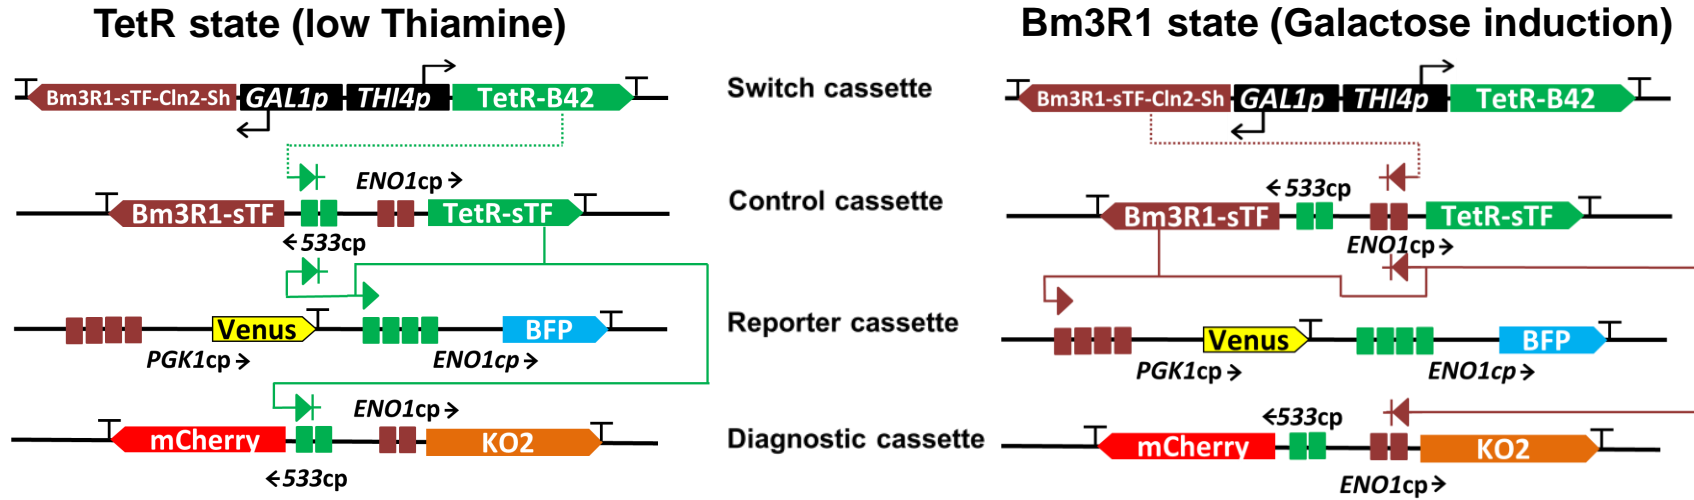 TetR state (low Thiamine)
Bm3R1-sTF-Cln2-Sh GAL1p THI4p TetR-B42
ENO1cp →
Bm3R1-sTF TetR-sTF
← 533cp
Venus BFP
PGK1cp → ENO1cp →
ENO1cp →
mCherry KO2
← 533cp
Switch cassette
Control cassette
Reporter cassette
Diagnostic cassette
Bm3R1 state (Galactose induction)
Bm3R1-sTF-Cln2-Sh GAL1p THI4p TetR-B42
← 533cp
Bm3R1-sTF TetR-sTF
ENO1cp →
Venus BFP
PGK1cp → ENO1cp →
← 533cp
mCherry KO2
ENO1cp →